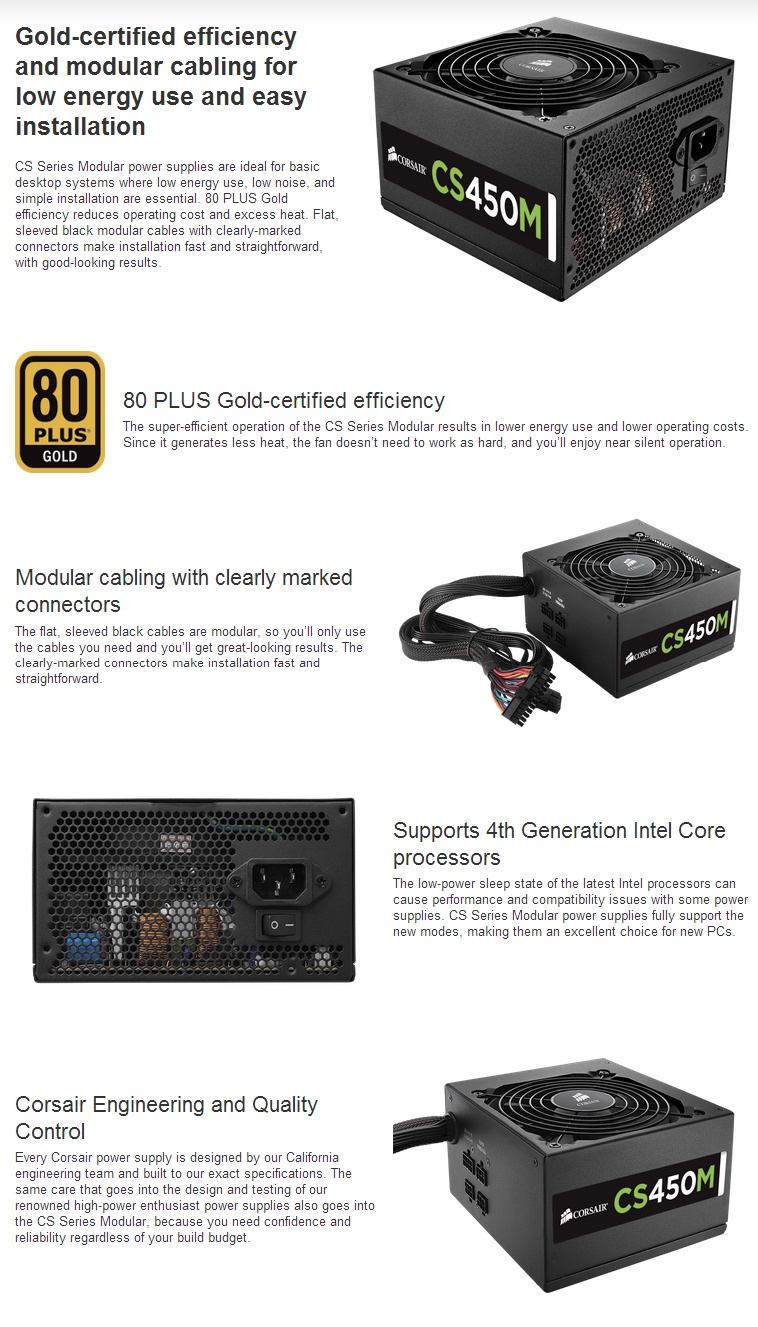 Gold-certified efficiency
and modular cabling for
low energy use and easy
installation
CS Series Modular power supplies are ideal for basic
desktop systems where low energy use, low noise, and
simple installation are essential. 80 PLUS Gold
efficiency reduces operating cost and excess heat. Flat,
sleeved black modular cables with clearly-marked
connectors make installation fast and straightforward,
with good-looking results.
CORSAIR
CORSAIR CS450M
80
PLUS
GOLD
80 PLUS Gold-certified efficiency
The super-efficient operation of the CS Series Modular results in lower energy use and lower operating costs.
Since it generates less heat, the fan doesn't need to work as hard, and you'll enjoy near silent operation.
Modular cabling with clearly marked
connectors
The flat, sleeved black cables are modular, so you'll only use
the cables you need and you'll get great-looking results. The
clearly-marked connectors make installation fast and
straightforward.
CORSAIR
CORSAIR CS450M
Supports 4th Generation Intel Core
processors
The low-power sleep state of the latest Intel processors can
cause performance and compatibility issues with some power
supplies. CS Series Modular power supplies fully support the
new modes, making them an excellent choice for new PCs.
Corsair Engineering and Quality
Control
Every Corsair power supply is designed by our California
engineering team and built to our exact specifications. The
same care that goes into the design and testing of our
renowned high-power enthusiast power supplies also goes into
the CS Series Modular, because you need confidence and
reliability regardless of your build budget.
CORSAIR
CORSAIR CS450M